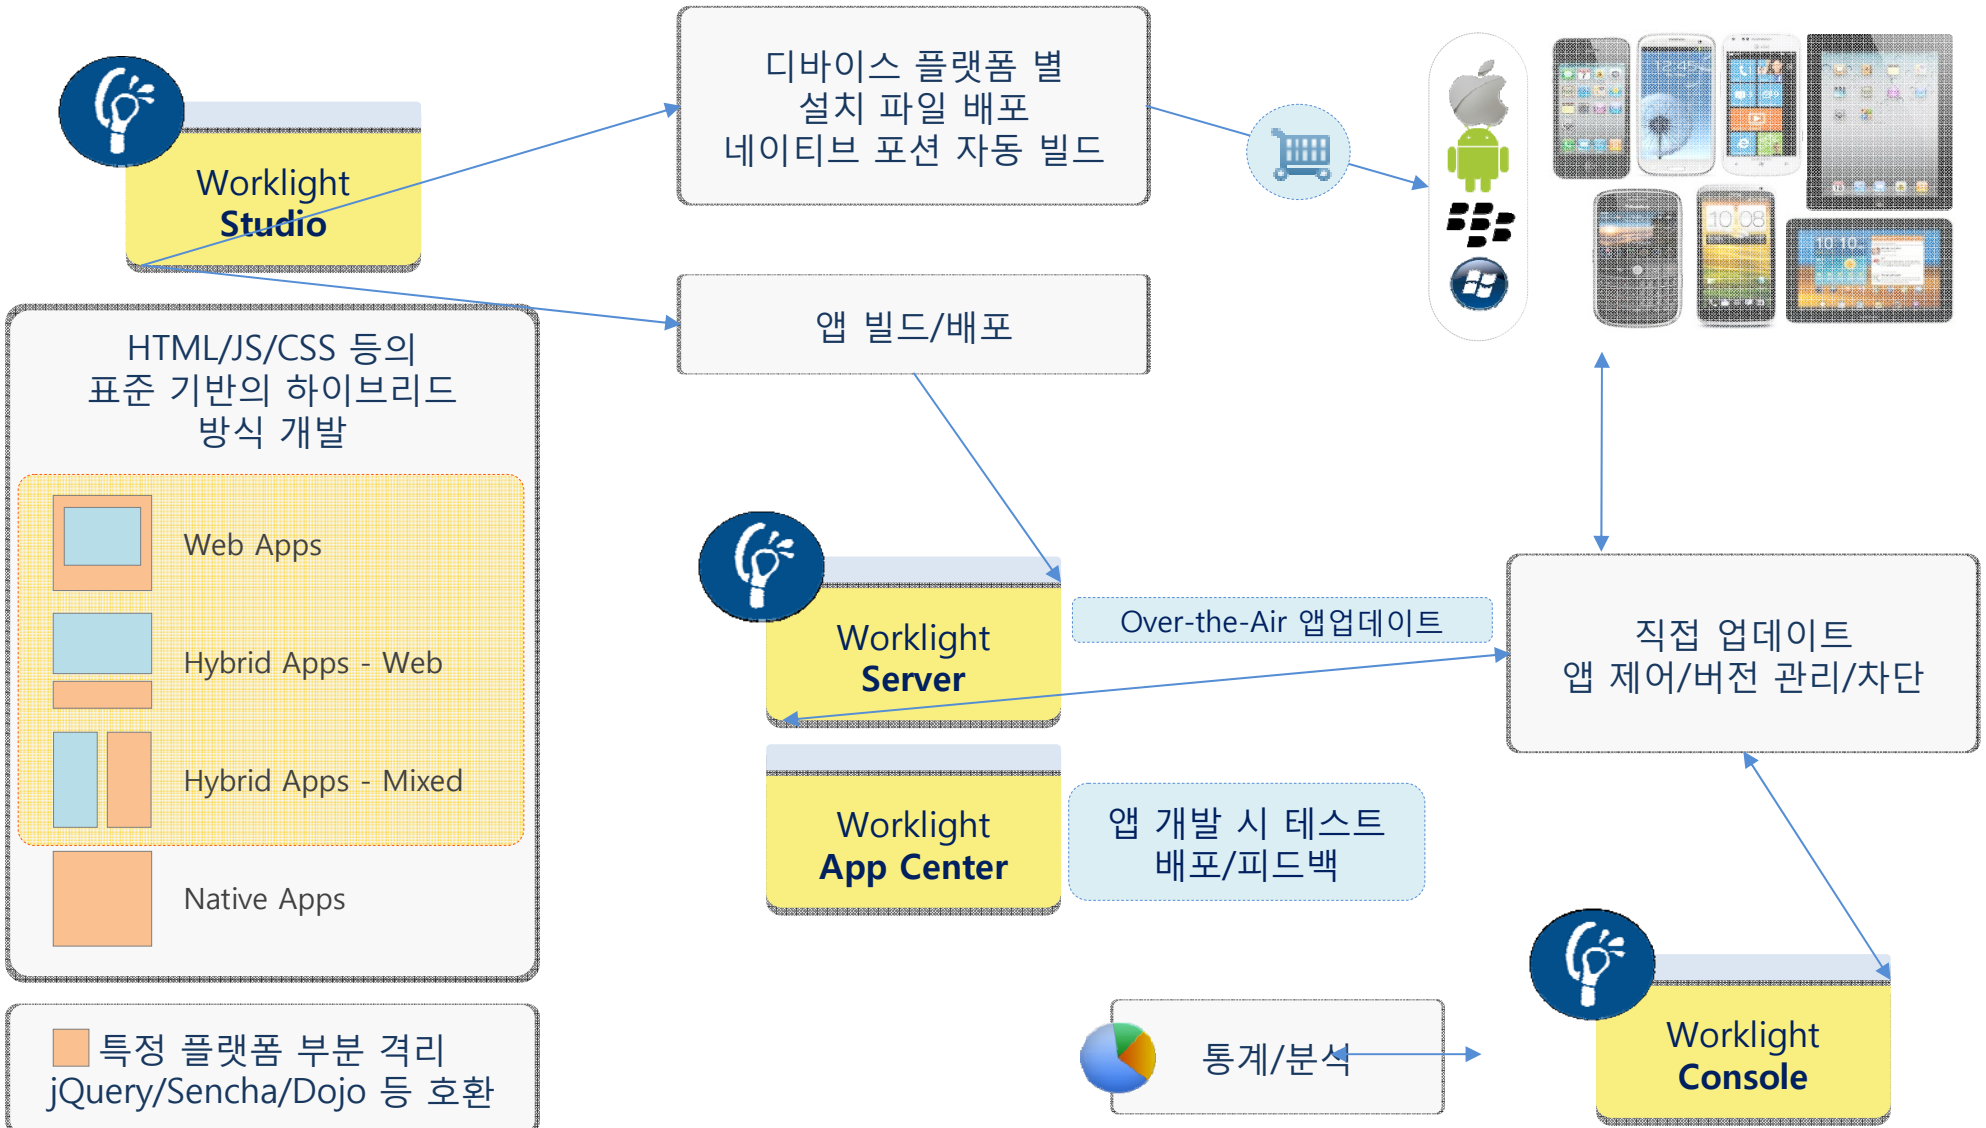 Worklight
Studio
디바이스 플랫폼 별
설치 파일 배포
네이티브 포션 자동 빌드
앱 빌드/배포
HTML/JS/CSS 등의
표준 기반의 하이브리드
방식 개발
Web Apps
Hybrid Apps - Web
Hybrid Apps - Mixed
Native Apps
특정 플랫폼 부분 격리
jQuery/Sencha/Dojo 등 호환
Worklight
Server
Over-the-Air 앱업데이트
직접 업데이트
앱 제어/버전 관리/차단
Worklight
App Center
앱 개발 시 테스트
배포/피드백
통계/분석
Worklight
Console
10:08
10:10